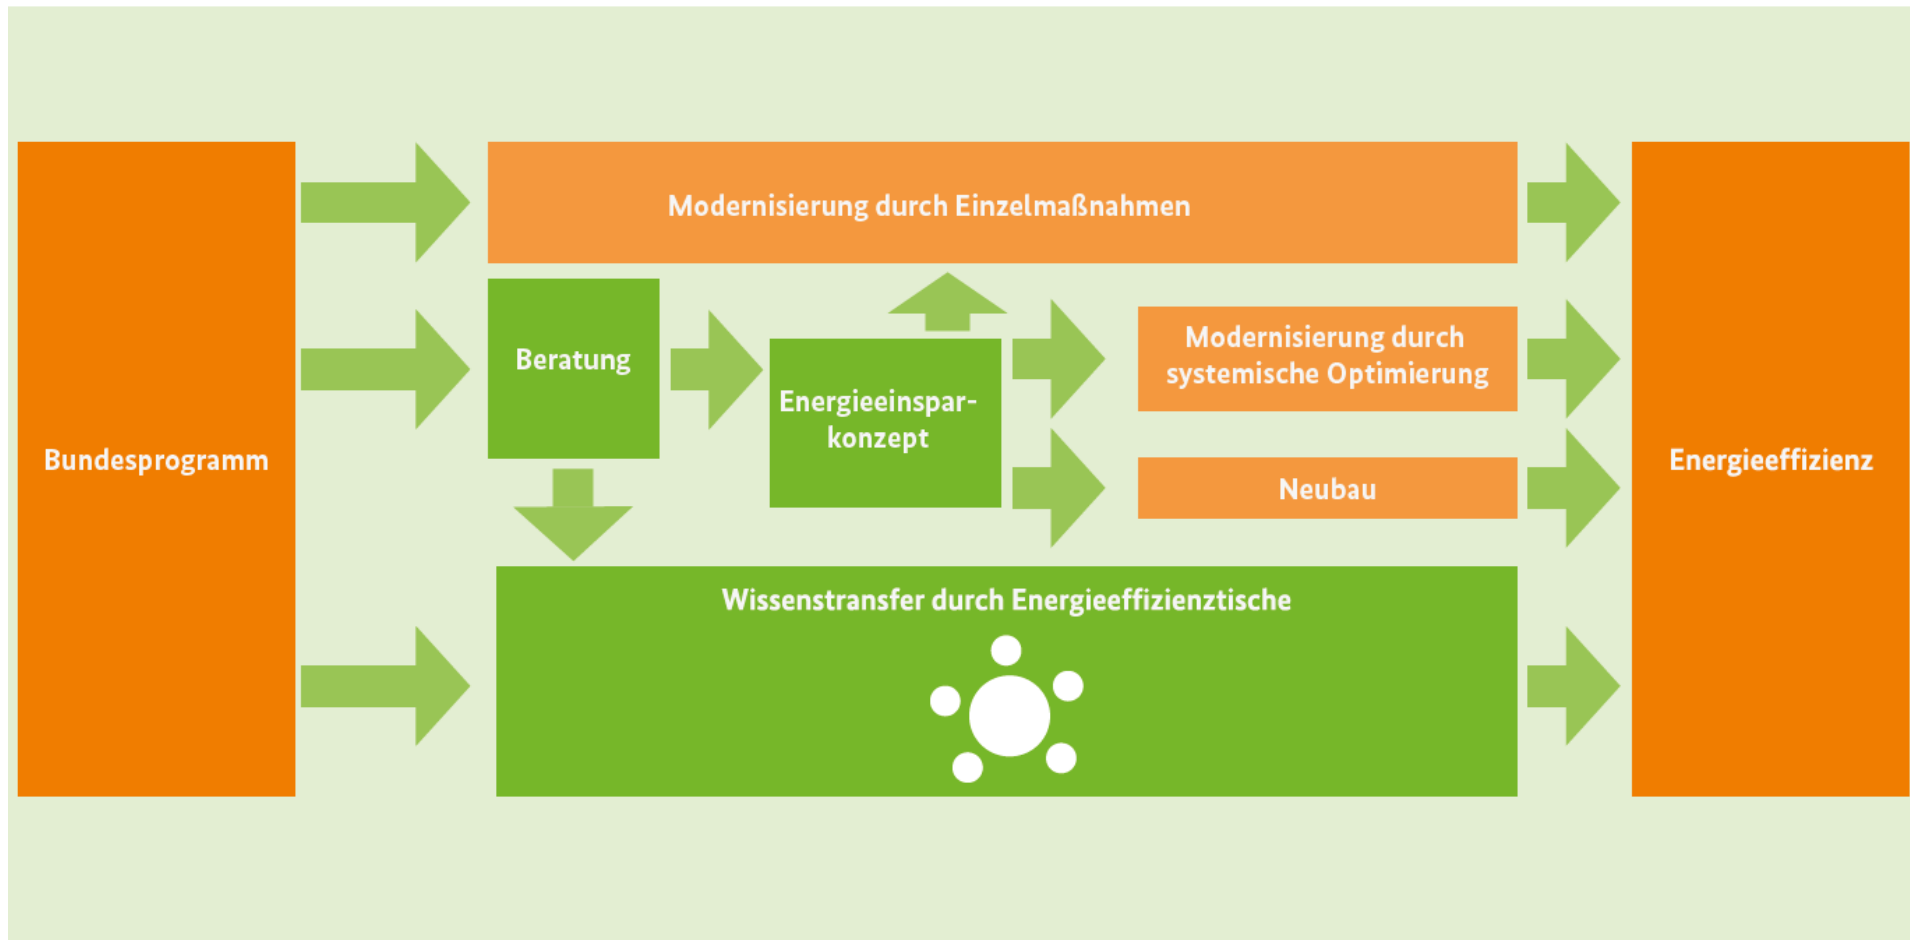 Modernisierung durch Einzelmaßnahmen
Beratung
Energieeinspar-
konzept
Modernisierung durch
systemische Optimierung
Bundesprogramm
Neubau
Energieeffizienz
Wissenstransfer durch Energieeffizienztische